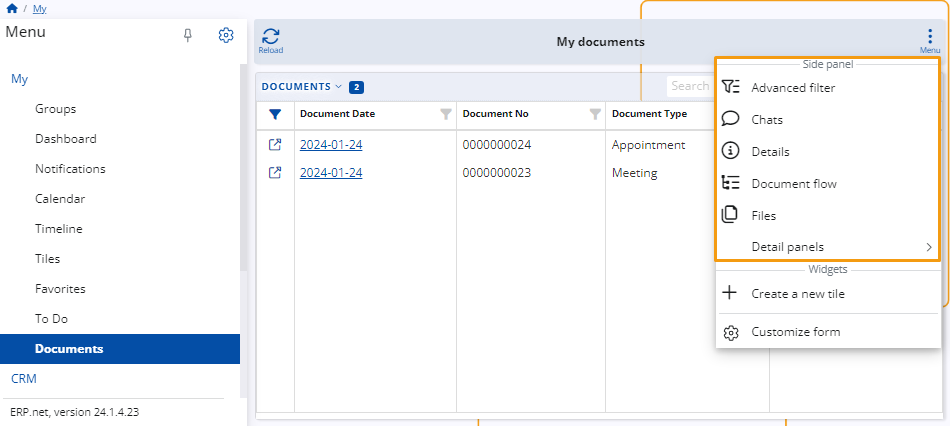 / My
Menu
My
Groups
Dashboard
Notifications
Calendar
Timeline
Tiles
Favorites
To Do
Documents
CRM
ERP.net, version 24.1.4.23
Reload
My documents
Menu
DOCUMENTS 2
Search
Document Date Document No Document Type
2024-01-24 0000000024 Appointment
2024-01-24 0000000023 Meeting
Side panel
Advanced filter
Chats
Details
Document flow
Files
Detail panels
Widgets
Create a new tile
Customize form